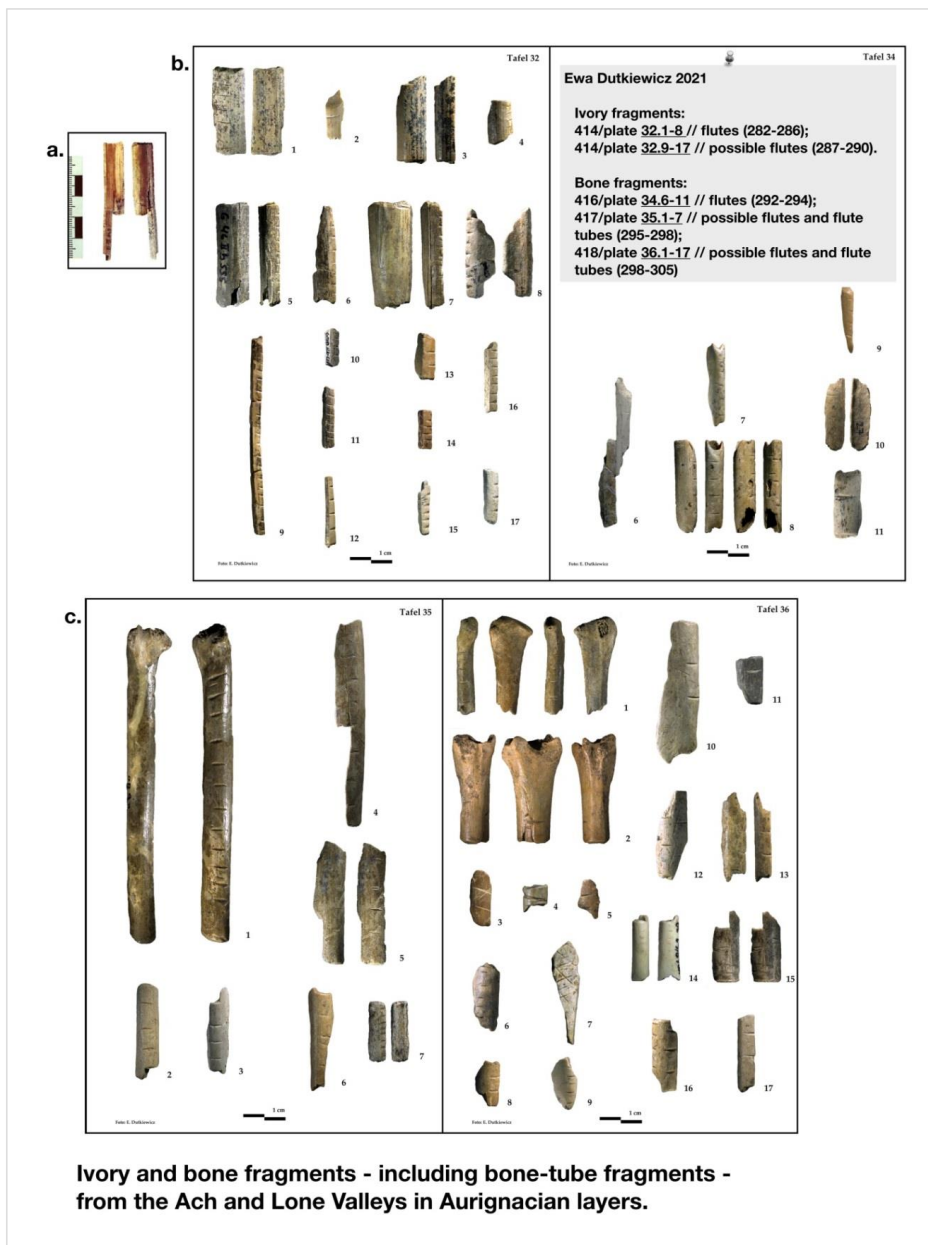 a.
b.
Tafel 32
1
2
3
4
5
6
7
8
9
10
11
12
13
14
15
16
17
1 cm
Foto: E. Dutkiewicz
Tafel 34
Ewa Dutkiewicz 2021
Ivory fragments:
414/plate 32.1-8 // flutes (282-286);
414/plate 32.9-17 // possible flutes (287-290).
Bone fragments:
416/plate 34.6-11 // flutes (292-294);
417/plate 35.1-7 // possible flutes and flute
tubes (295-298);
418/plate 36.1-17 // possible flutes and flute
tubes (298-305)
6
7
8
9
10
11
1 cm
Foto: E. Dutkiewicz
c.
Tafel 35
1
2
3
4
5
6
7
1 cm
Foto: E. Dutkiewicz
Tafel 36
1
2
3
4
5
6
7
8
9
10
11
12
13
14
15
16
17
1 cm
Foto: E. Dutkiewicz
Ivory and bone fragments - including bone-tube fragments -
from the Ach and Lone Valleys in Aurignacian layers.